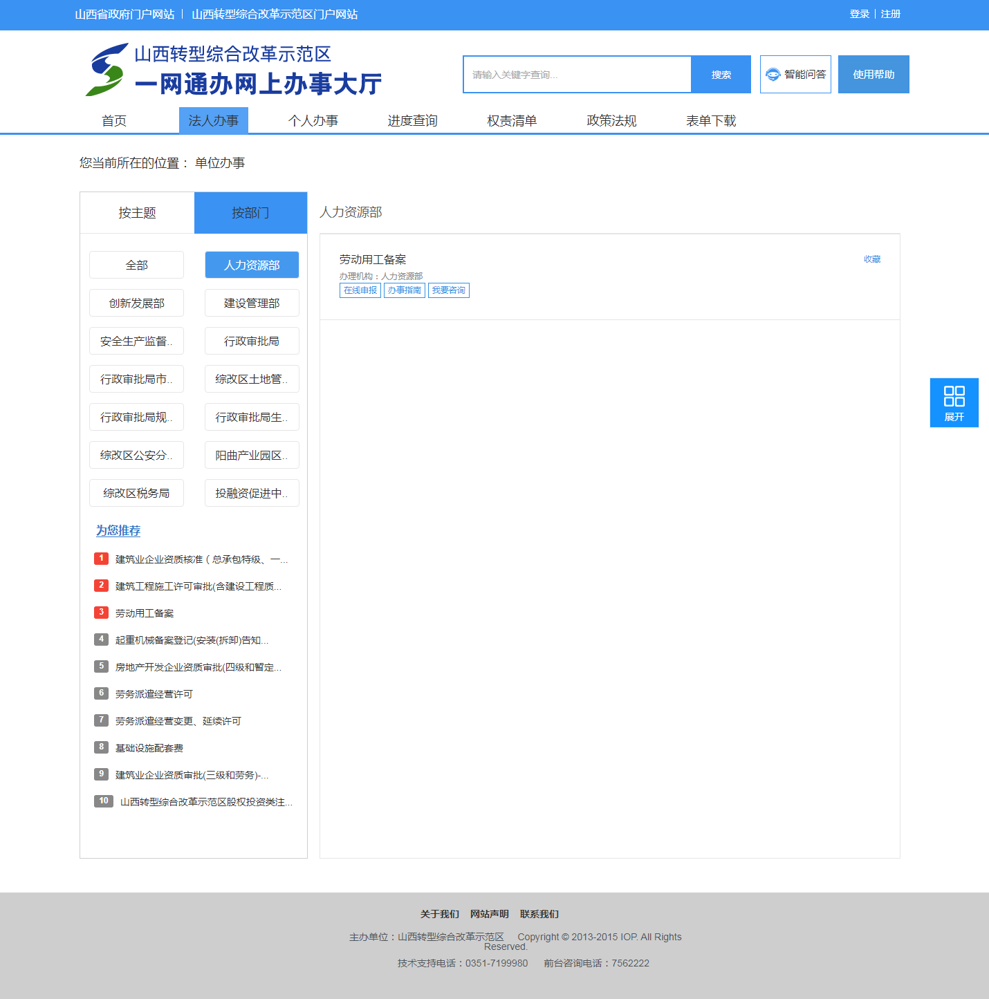 山西省政府门户网站 | 山西转型综合改革示范区门户网站
登录 | 注册
山西转型综合改革示范区
一网通办网上办事大厅
请输入关键字查询...
搜索
智能问答
使用帮助
首页 法人办事 个人办事 进度查询 权责清单 政策法规 表单下载
您当前所在的位置： 单位办事
按主题 按部门
全部 人力资源部
创新发展部 建设管理部
安全生产监督.. 行政审批局
行政审批局市.. 综改区土地管..
行政审批局规.. 行政审批局生..
综改区公安分.. 阳曲产业园区..
综改区税务局 投融资促进中..
为您推荐
1 建筑业企业资质核准（总承包特级、一...
2 建筑工程施工许可审批(含建设工程质...
3 劳动用工备案
4 起重机械备案登记(安装(拆卸)告知...
5 房地产开发企业资质审批(四级和暂定...
6 劳务派遣经营许可
7 劳务派遣经营变更、延续许可
8 基础设施配套费
9 建筑业企业资质审批(三级和劳务)-...
10 山西转型综合改革示范区股权投资类注...
人力资源部
劳动用工备案
收藏
办理机构：人力资源部
在线申报 办事指南 我要咨询
展开
关于我们 网站声明 联系我们
主办单位：山西转型综合改革示范区 Copyright © 2013-2015 IOP. All Rights
Reserved.
技术支持电话：0351-7199980 前台咨询电话：7562222